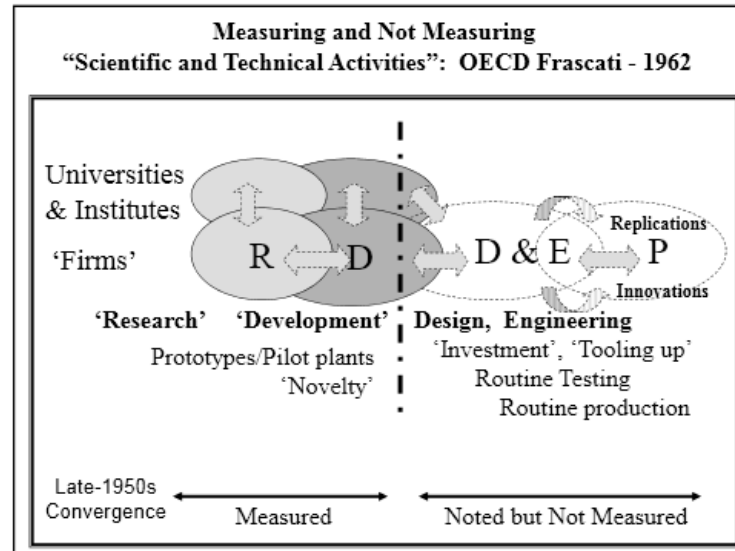 Measuring and Not Measuring
“Scientific and Technical Activities”: OECD Frascati - 1962
Universities
& Institutes
‘Firms’
R
D
D & E
P
Replications
Innovations
‘Research’
‘Development’
Design, Engineering
Prototypes/Pilot plants
‘Novelty’
‘Investment’, ‘Tooling up’
Routine Testing
Routine production
Late-1950s
Convergence
Measured
Noted but Not Measured